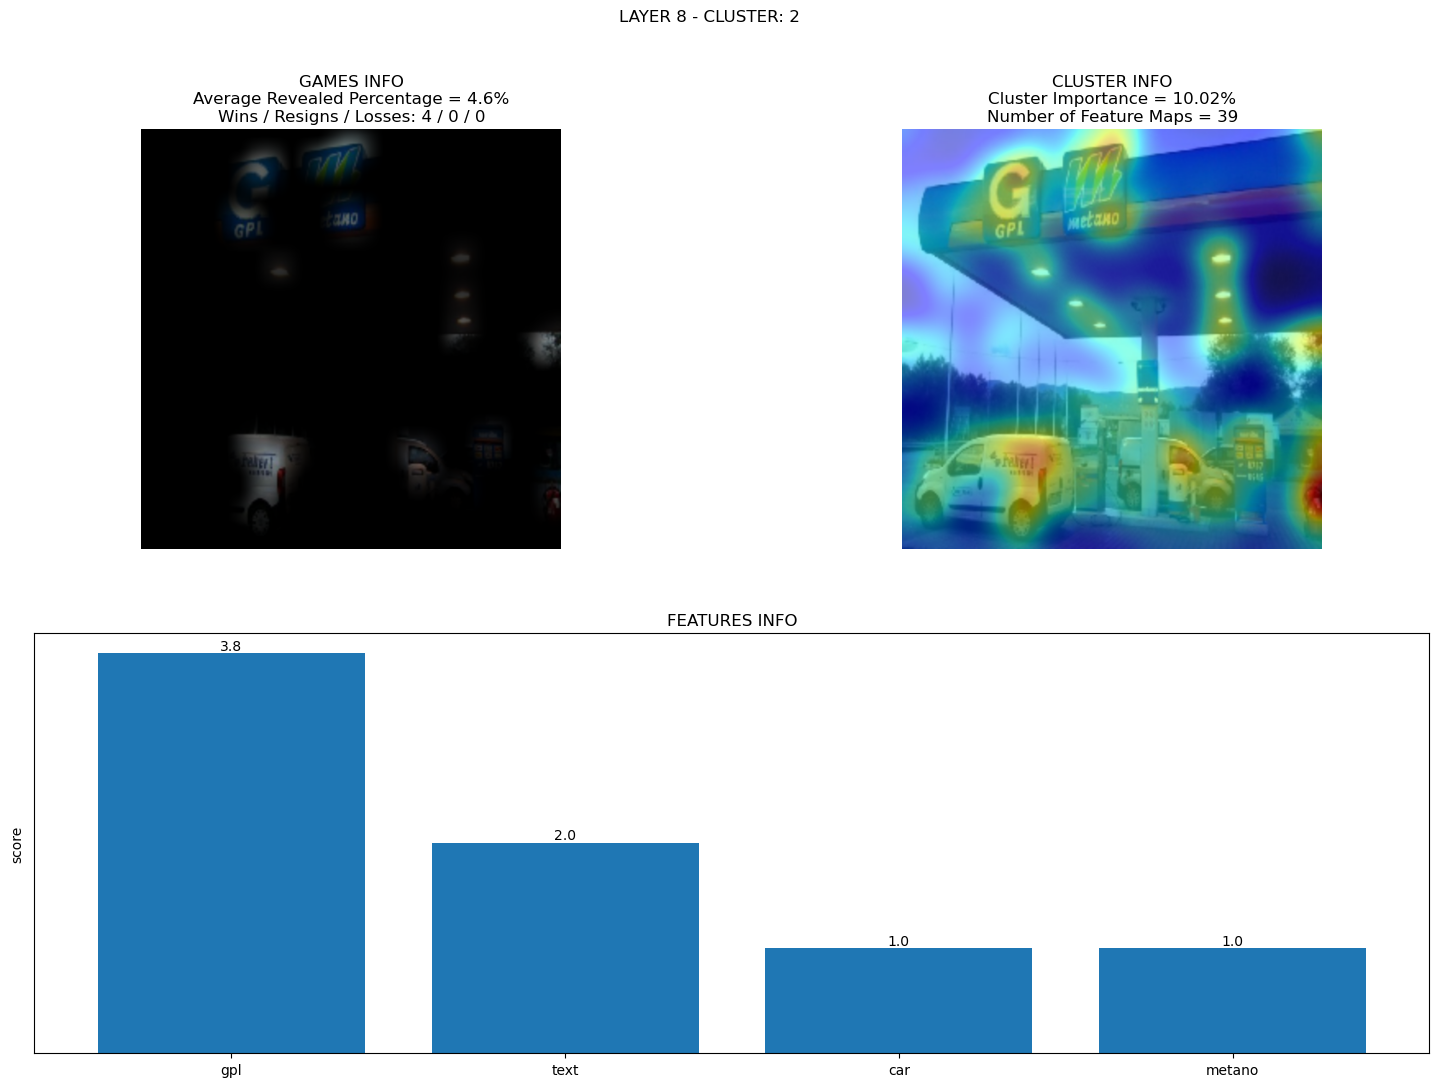 LAYER 8 - CLUSTER: 2
GAMES INFO
Average Revealed Percentage = 4.6%
Wins / Resigns / Losses: 4 / 0 / 0
G
GPL
etano
CLUSTER INFO
Cluster Importance = 10.02%
Number of Feature Maps = 39
G
GPL
metano
FEATURES INFO
score
3.8
2.0
1.0
1.0
gpl
text
car
metano